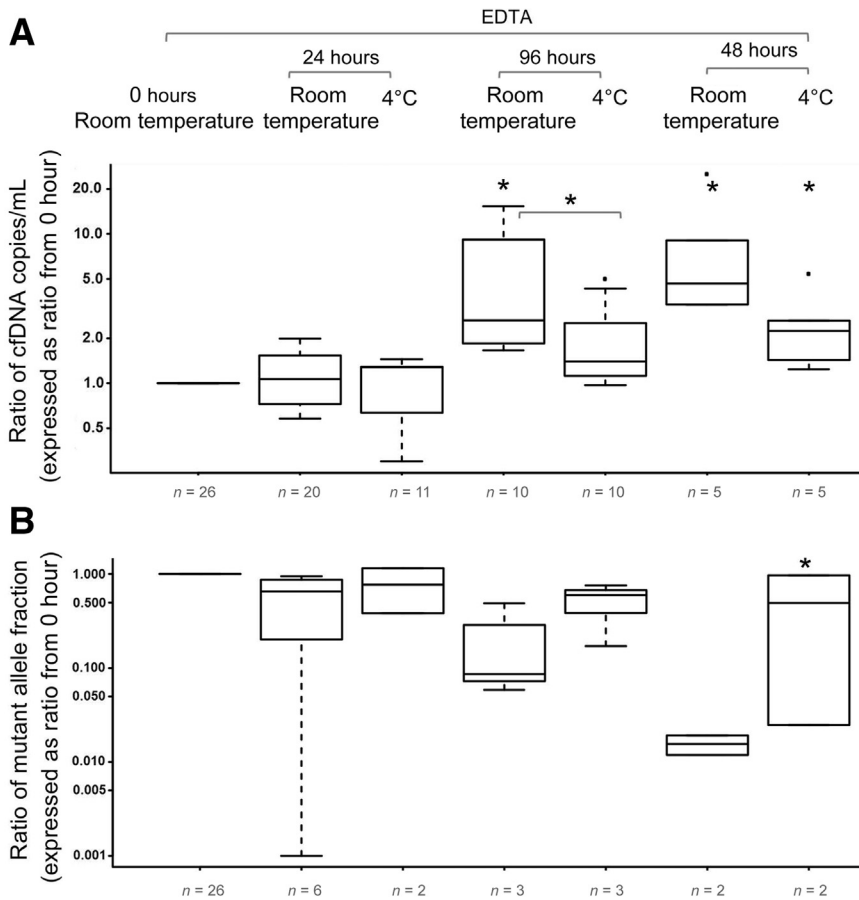 A
EDTA
24 hours
96 hours
48 hours
0 hours
Room temperature
Room
temperature
4°C
Room
temperature
4°C
Room
temperature
4°C
Ratio of cfDNA copies/mL
(expressed as ratio from 0 hour)
20.0
10.0
5.0
2.0
1.0
0.5
*
*
*
*
n = 26
n = 20
n = 11
n = 10
n = 10
n = 5
n = 5
B
Ratio of mutant allele fraction
(expressed as ratio from 0 hour)
1.000
0.500
0.100
0.050
0.010
0.005
0.001
*
n = 26
n = 6
n = 2
n = 3
n = 3
n = 2
n = 2